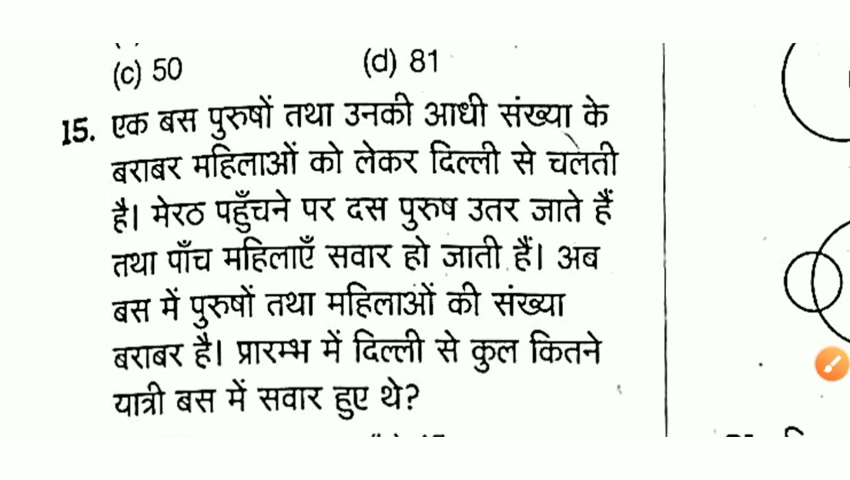 (c) 50 (d) 81
15. एक बस पुरुषों तथा उनकी आधी संख्या के
बराबर महिलाओं को लेकर दिल्ली से चलती
है। मेरठ पहुँचने पर दस पुरुष उतर जाते हैं
तथा पाँच महिलाएँ सवार हो जाती हैं। अब
बस में पुरुषों तथा महिलाओं की संख्या
बराबर है। प्रारम्भ में दिल्ली से कुल कितने
यात्री बस में सवार हुए थे?